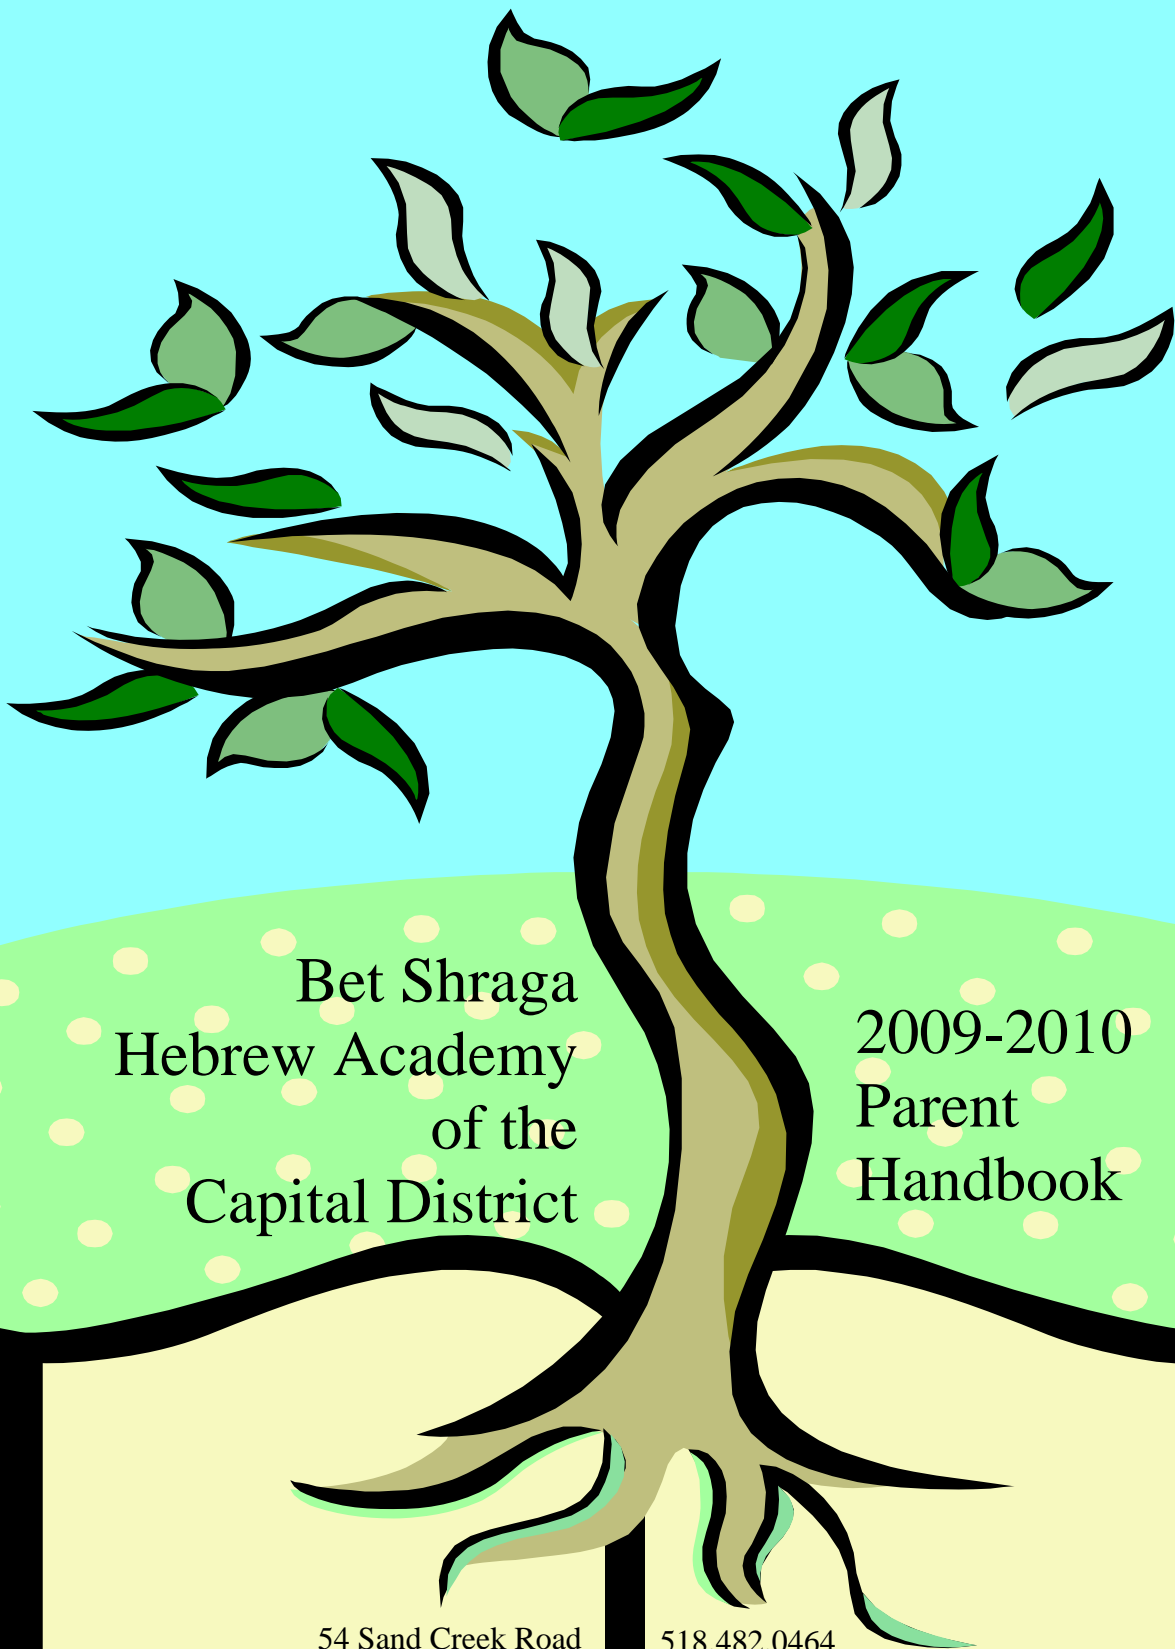 Bet Shraga
Hebrew Academy
of the
Capital District
2009-2010
Parent
Handbook
54 Sand Creek Road
518.482.0464